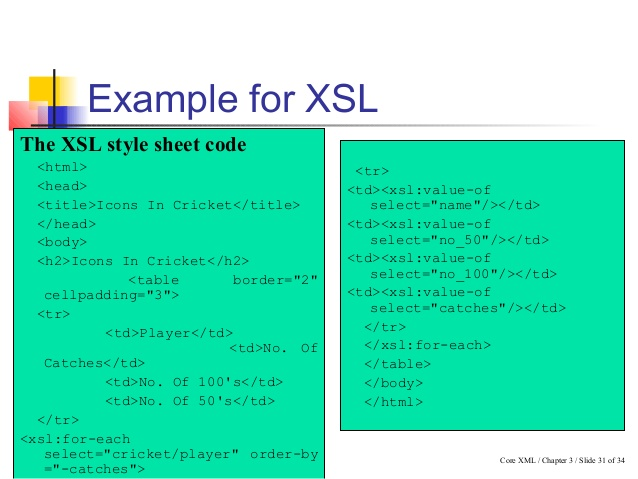 Example for XSL
The XSL style sheet code
<html>
<head>
<title>Icons In Cricket</title>
</head>
<body>
<h2>Icons In Cricket</h2>
<table border="2"
cellpadding="3">
<tr>
<td>Player</td>
<td>No. Of
Catches</td>
<td>No. Of 100's</td>
<td>No. Of 50's</td>
</tr>
<xsl:for-each
select="cricket/player" order-by
="-catches">
<tr>
<td><xsl:value-of
select="name"/></td>
<td><xsl:value-of
select="no_50"/></td>
<td><xsl:value-of
select="no_100"/></td>
<td><xsl:value-of
select="catches"/></td>
</tr>
</xsl:for-each>
</table>
</body>
</html>
Core XML / Chapter 3 / Slide 31 of 34